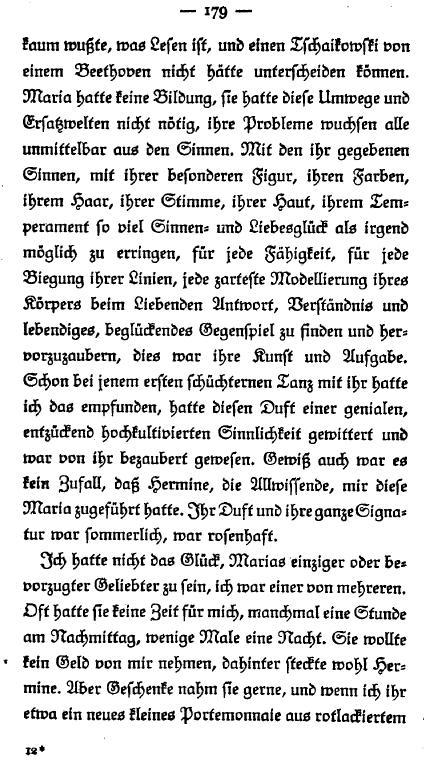 — 179 —
kaum wußte, was Lesen ist, und einen Tschaikowski von
einem Beethoven nicht hätte unterscheiden können.
Maria hatte keine Bildung, sie hatte diese Umwege und
Ersatzwelten nicht nötig, ihre Probleme wuchsen alle
unmittelbar aus den Sinnen. Mit den ihr gegebenen
Sinnen, mit ihrer besonderen Figur, ihren Farben,
ihrem Haar, ihrer Stimme, ihrer Haut, ihrem Tem-
perament so viel Sinnen- und Liebesglück als irgend
möglich zu erringen, für jede Fähigkeit, für jede
Biegung ihrer Linien, jede zarteste Modellierung ihres
Körpers beim Liebenden Antwort, Verständnis und
lebendiges, beglückendes Gegenspiel zu finden und her-
vorzuzaubern, dies war ihre Kunst und Aufgabe.
Schon bei jenem ersten schüchternen Tanz mit ihr hatte
ich das empfunden, hatte diesen Duft einer genialen,
entzückend hochkultivierten Sinnlichkeit gewittert und
war von ihr bezaubert gewesen. Gewiß auch war es
kein Zufall, daß Hermine, die Allwissende, mir diese
Maria zugeführt hatte. Ihr Duft und ihre ganze Signa-
tur war sommerlich, war rosenhaft.
Ich hatte nicht das Glück, Marias einziger oder be-
vorzugter Geliebter zu sein, ich war einer von mehreren.
Oft hatte sie keine Zeit für mich, manchmal eine Stunde
am Nachmittag, wenige Male eine Nacht. Sie wollte
kein Geld von mir nehmen, dahinter steckte wohl Her-
mine. Aber Geschenke nahm sie gerne, und wenn ich ihr
etwa ein neues kleines Portemonnaie aus rotlackiertem
12*